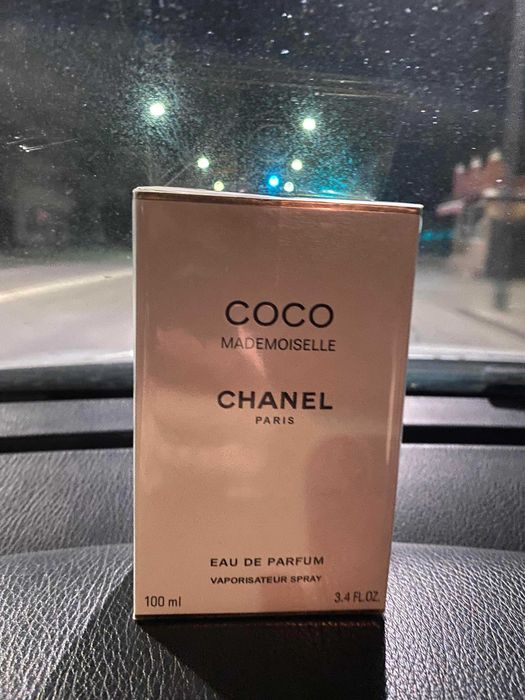 COCO
MADEMOISELLE
CHANEL
PARIS
EAU DE PARFUM
VAPORISATEUR SPRAY
100 ml 3.4 FL.OZ.